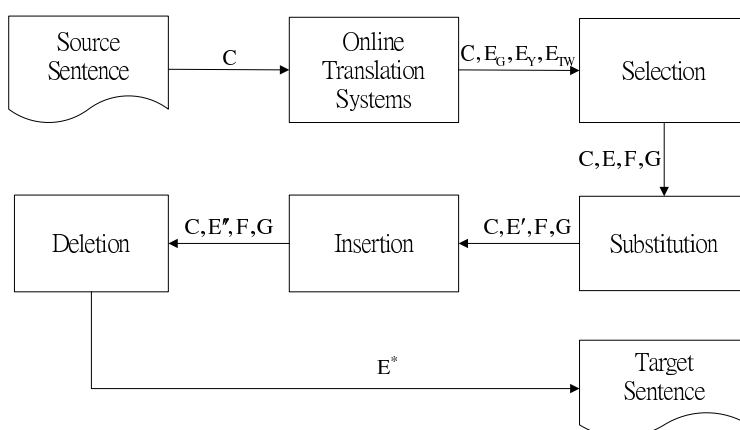 Source
Sentence
C
Online
Translation
Systems
C,E_G,E_Y,E_TW
Selection
C,E,F,G
Substitution
C,E′,F,G
Insertion
C,E″,F,G
Deletion
E*
Target
Sentence